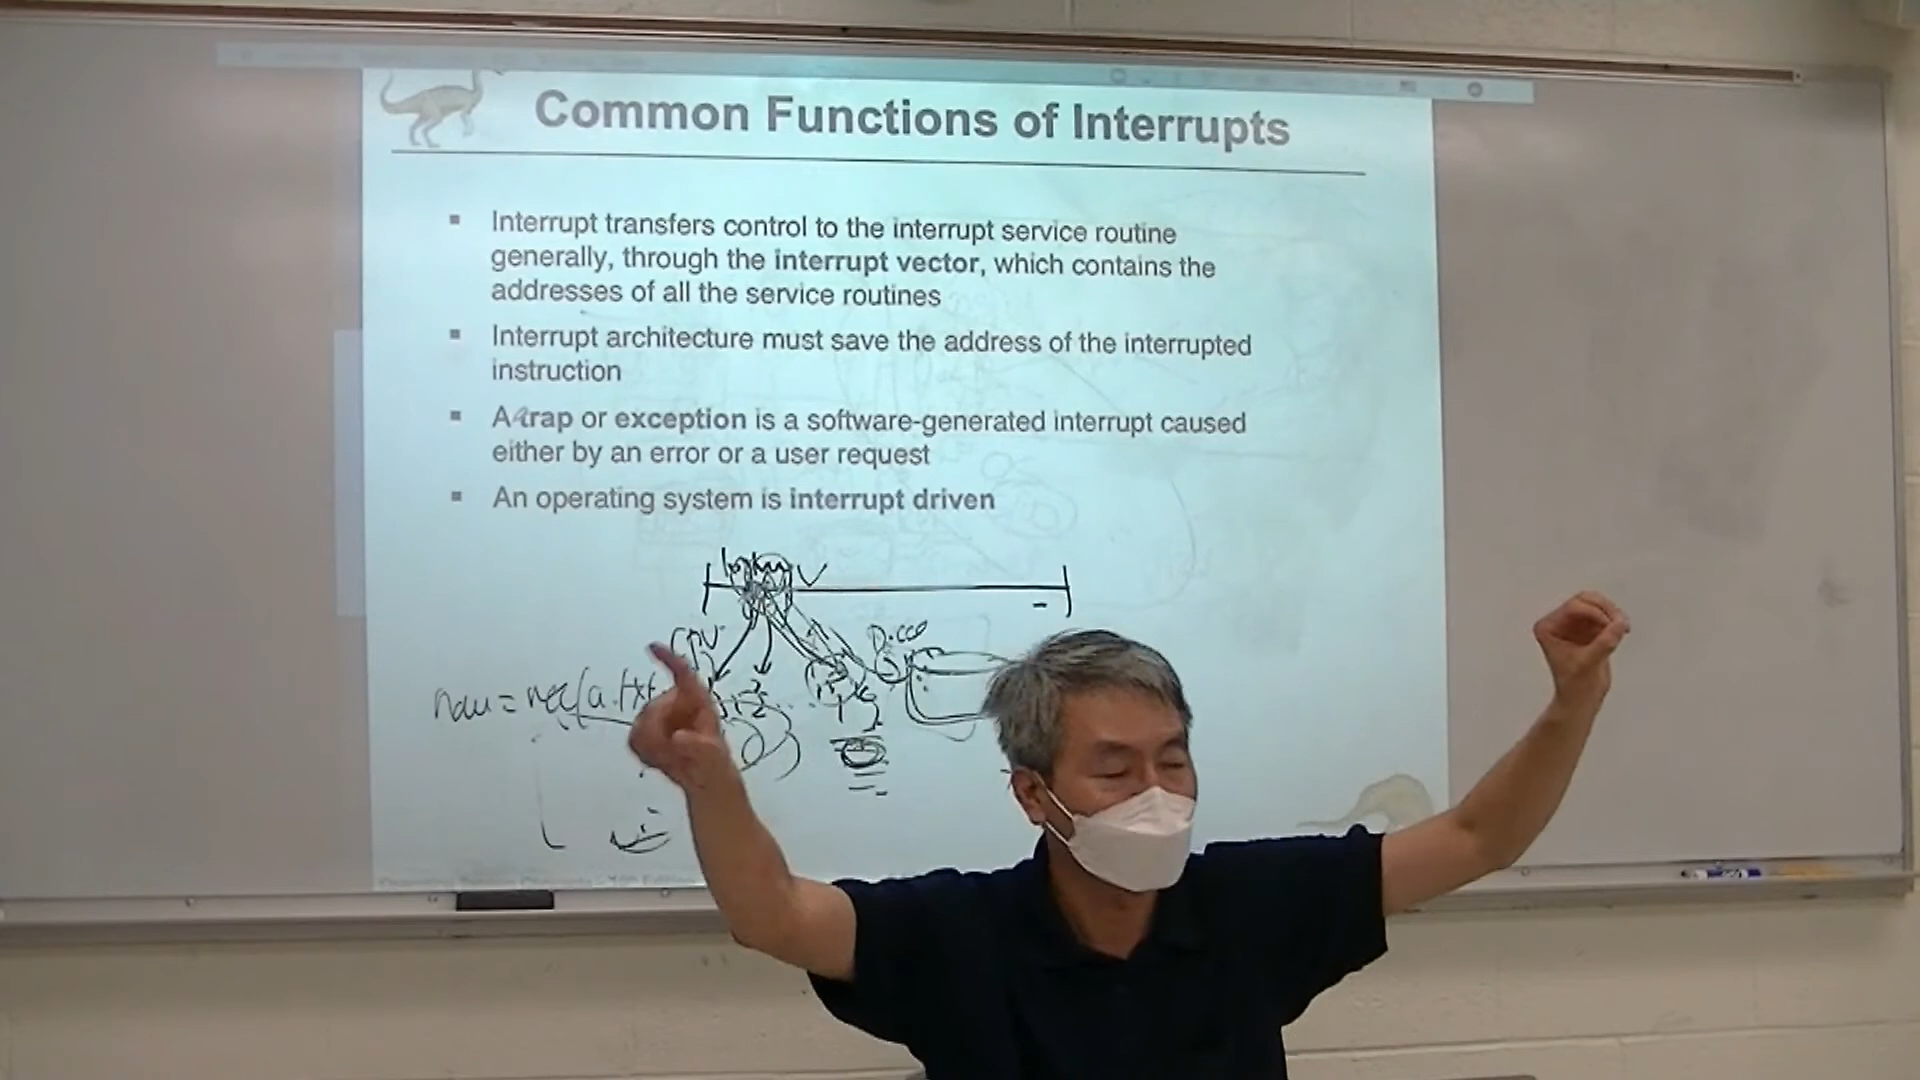 Common Functions of Interrupts
Interrupt transfers control to the interrupt service routine
generally, through the interrupt vector, which contains the
addresses of all the service routines
Interrupt architecture must save the address of the interrupted
instruction
A trap or exception is a software-generated interrupt caused
either by an error or a user request
An operating system is interrupt driven